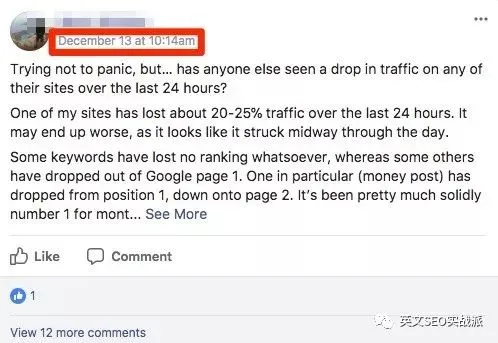 December 13 at 10:14am
Trying not to panic, but... has anyone else seen a drop in traffic on any of
their sites over the last 24 hours?
One of my sites has lost about 20-25% traffic over the last 24 hours. It
may end up worse, as it looks like it struck midway through the day.
Some keywords have lost no ranking whatsoever, whereas some others
have dropped out of Google page 1. One in particular (money post) has
dropped from position 1, down onto page 2. It's been pretty much solidly
number 1 for mont... See More
Like Comment
1
View 12 more comments
英文SEO实战派